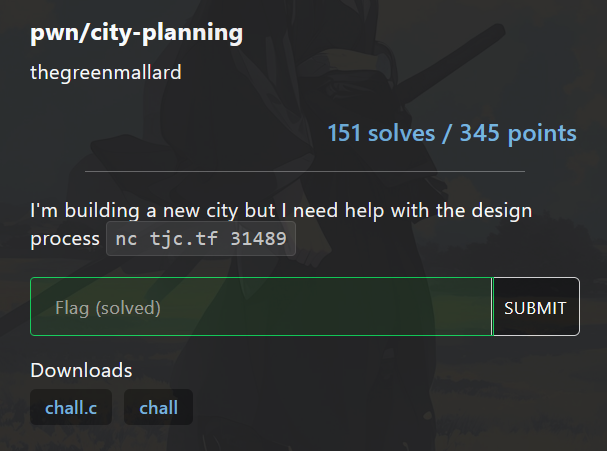 pwn/city-planning
thegreenmallard
151 solves / 345 points
I'm building a new city but I need help with the design
process nc tjc.tf 31489
Flag (solved)
SUBMIT
Downloads
chall.c
chall